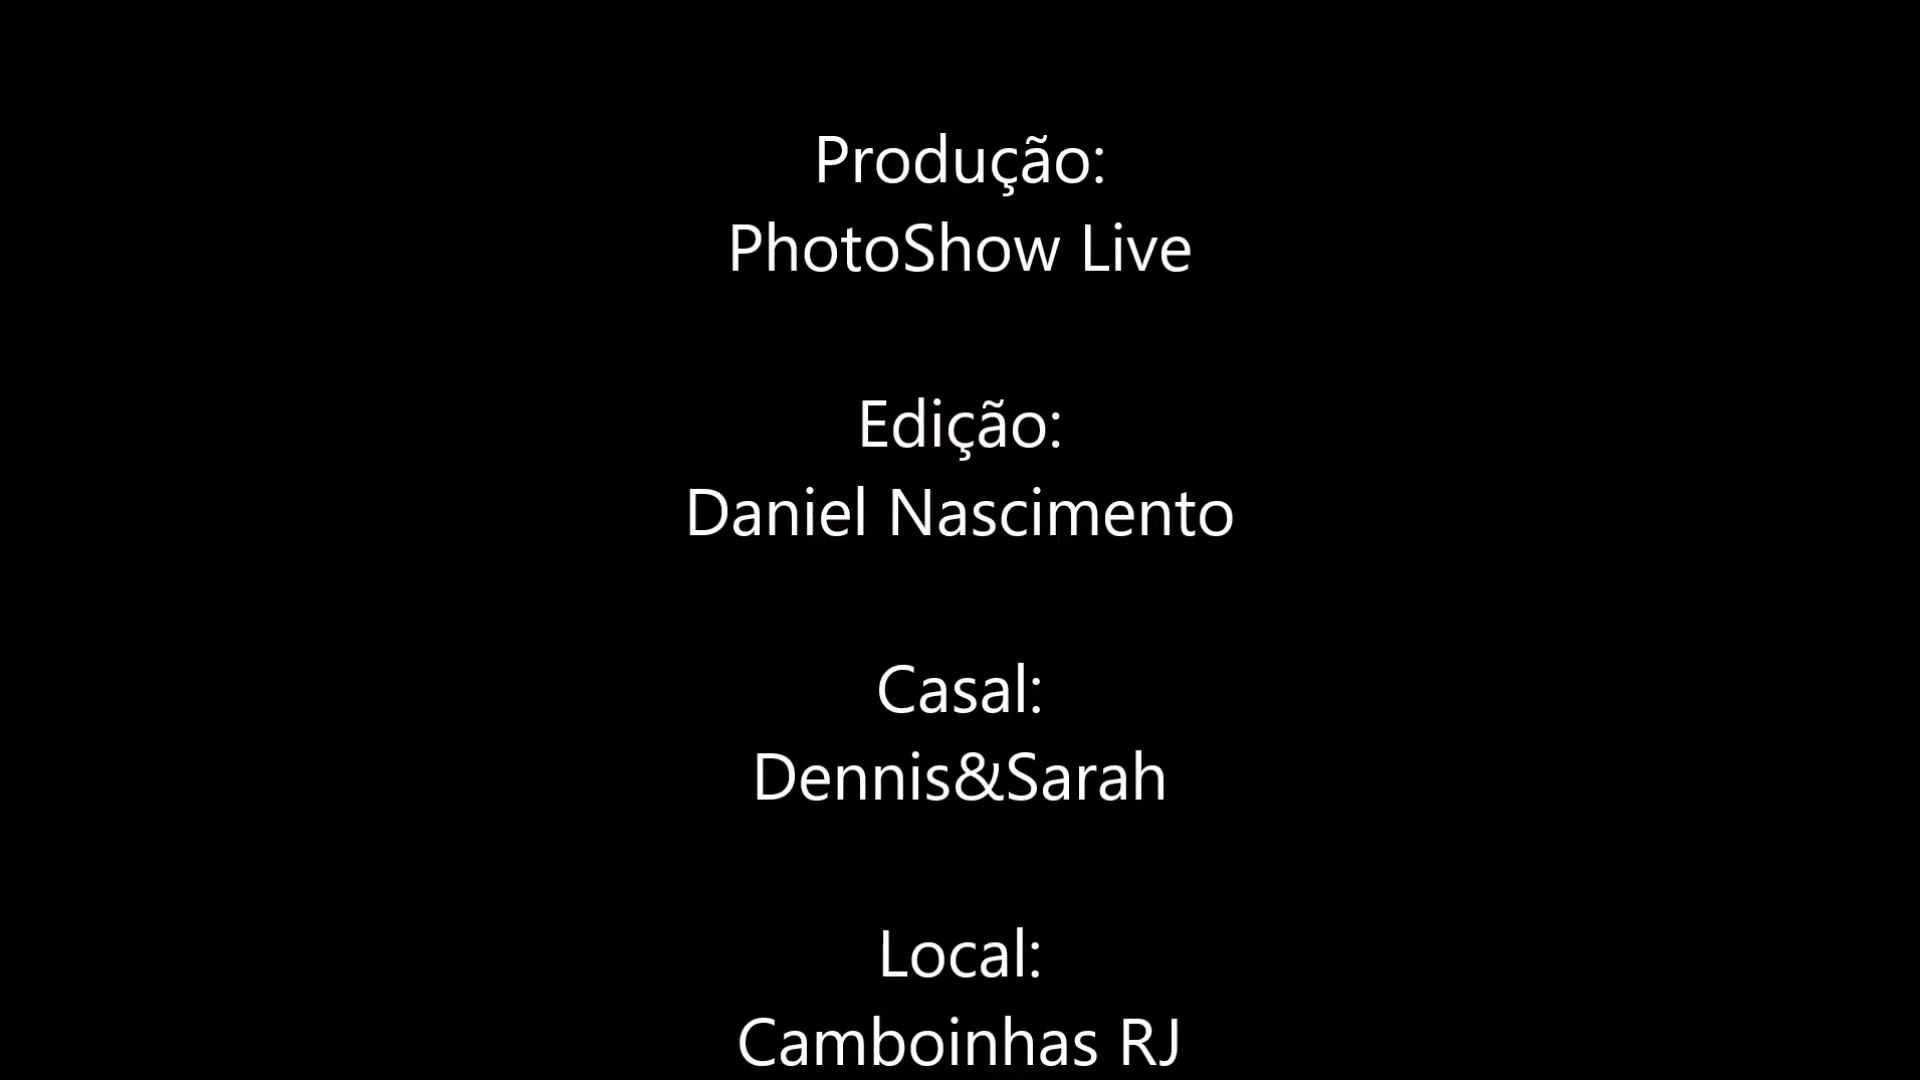 Produção:
PhotoShow Live
Edição:
Daniel Nascimento
Casal:
Dennis&Sarah
Local:
Camboinhas RJ